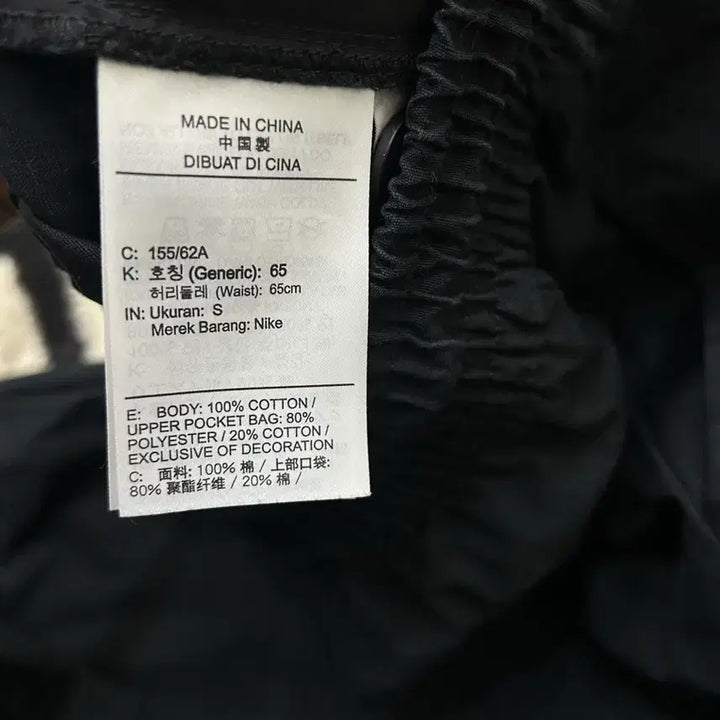 MADE IN CHINA
中国製
DIBUAT DI CINA
C: 155/62A
K: 호칭 (Generic): 65
허리둘레 (Waist): 65cm
IN: Ukuran: S
Merek Barang: Nike
E: BODY: 100% COTTON /
UPPER POCKET BAG: 80%
POLYESTER / 20% COTTON /
EXCLUSIVE OF DECORATION
C: 面料: 100% 棉 / 上部口袋:
80% 聚酯纤维 / 20% 棉 /